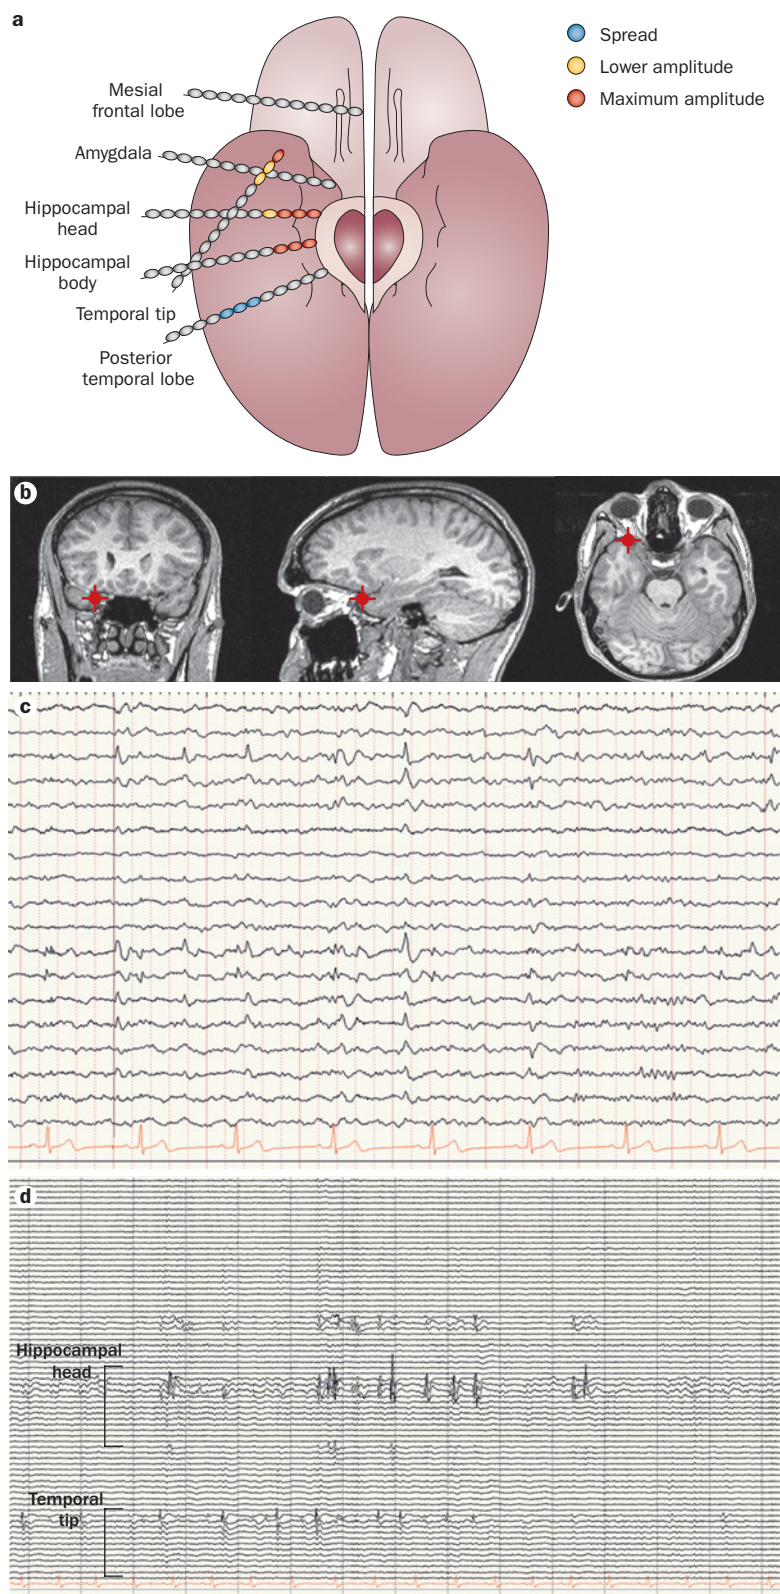 a
Spread
Lower amplitude
Maximum amplitude
Mesial
frontal lobe
Amygdala
Hippocampal
head
Hippocampal
body
Temporal tip
Posterior
temporal lobe
b
c
d
Hippocampal
head
Temporal
tip